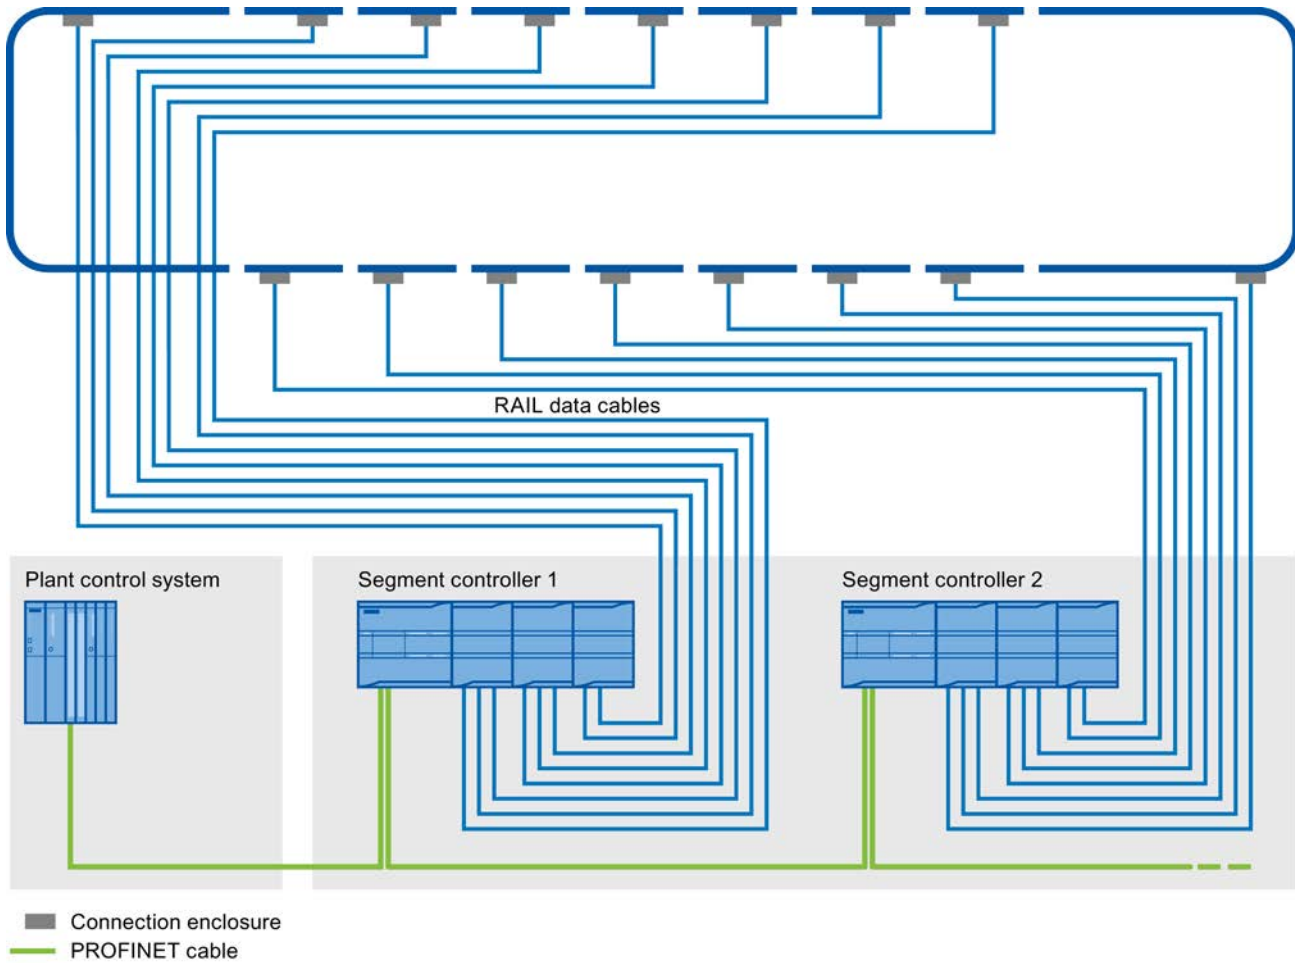 RAIL data cables
Plant control system
Segment controller 1
Segment controller 2
Connection enclosure
PROFINET cable